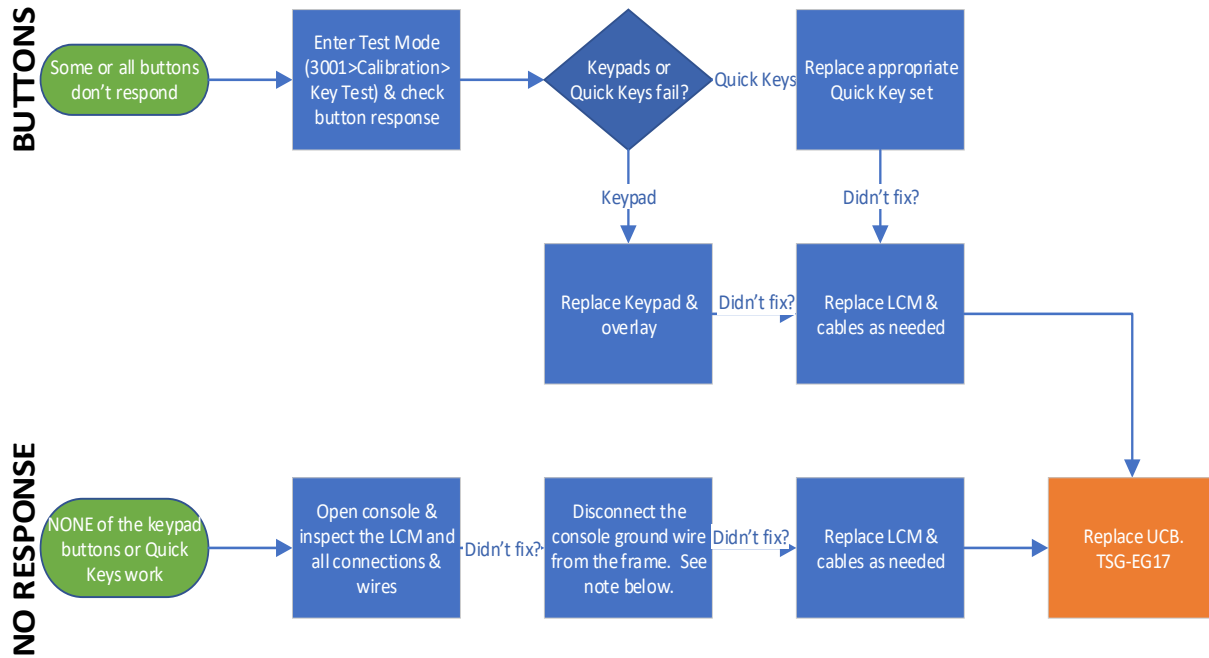 BUTTONS
Some or all buttons
don't respond
Enter Test Mode
(3001>Calibration>
Key Test) & check
button response
Keypads or
Quick Keys fail?
Quick Keys
Replace appropriate
Quick Key set
Keypad
Didn't fix?
Replace Keypad &
overlay
Didn't fix?
Replace LCM &
cables as needed
NO RESPONSE
NONE of the keypad
buttons or Quick
Keys work
Open console &
inspect the LCM and
all connections &
wires
Didn't fix?
Disconnect the
console ground wire
from the frame.  See
note below.
Didn't fix?
Replace LCM &
cables as needed
Replace UCB.
TSG-EG17